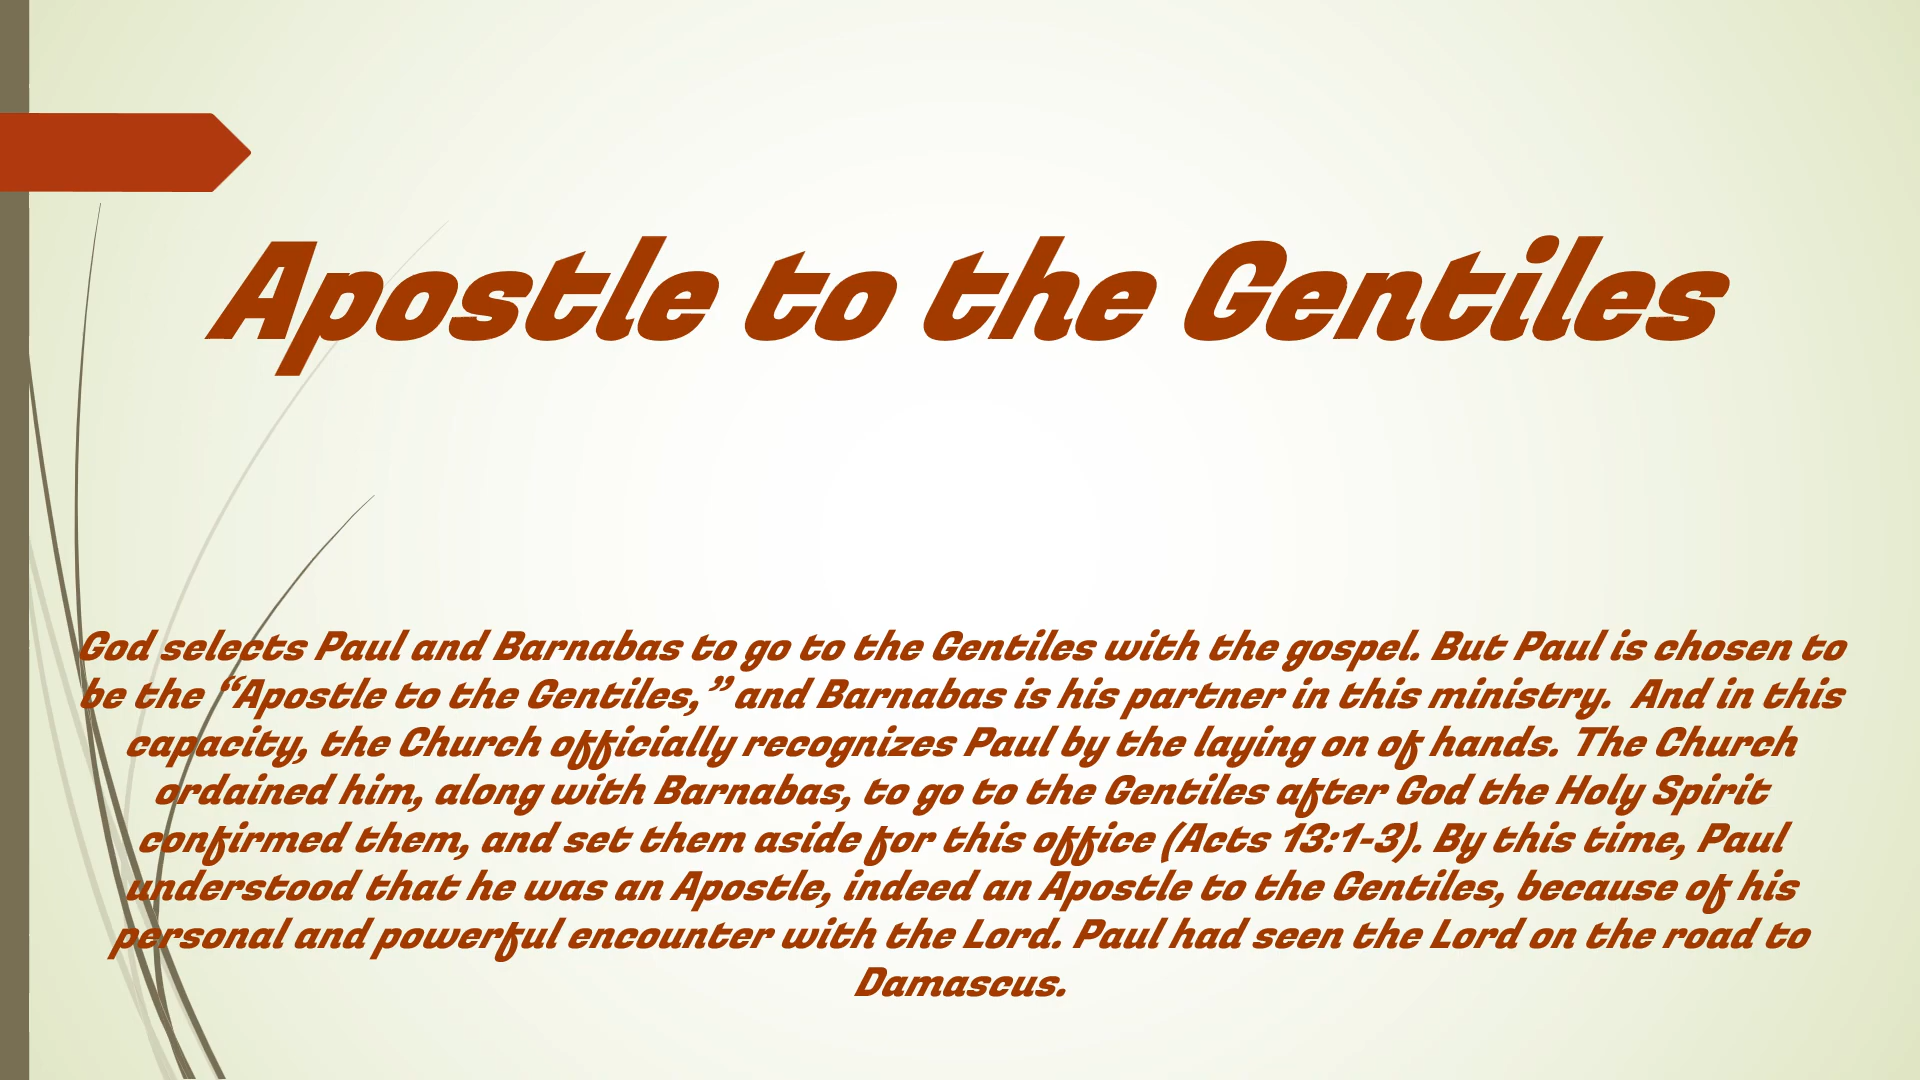 Apostle to the Gentiles
God selects Paul and Barnabas to go to the Gentiles with the gospel. But Paul is chosen to
be the “Apostle to the Gentiles,” and Barnabas is his partner in this ministry.  And in this
capacity, the Church officially recognizes Paul by the laying on of hands. The Church
ordained him, along with Barnabas, to go to the Gentiles after God the Holy Spirit
confirmed them, and set them aside for this office (Acts 13:1-3). By this time, Paul
understood that he was an Apostle, indeed an Apostle to the Gentiles, because of his
personal and powerful encounter with the Lord. Paul had seen the Lord on the road to
Damascus.